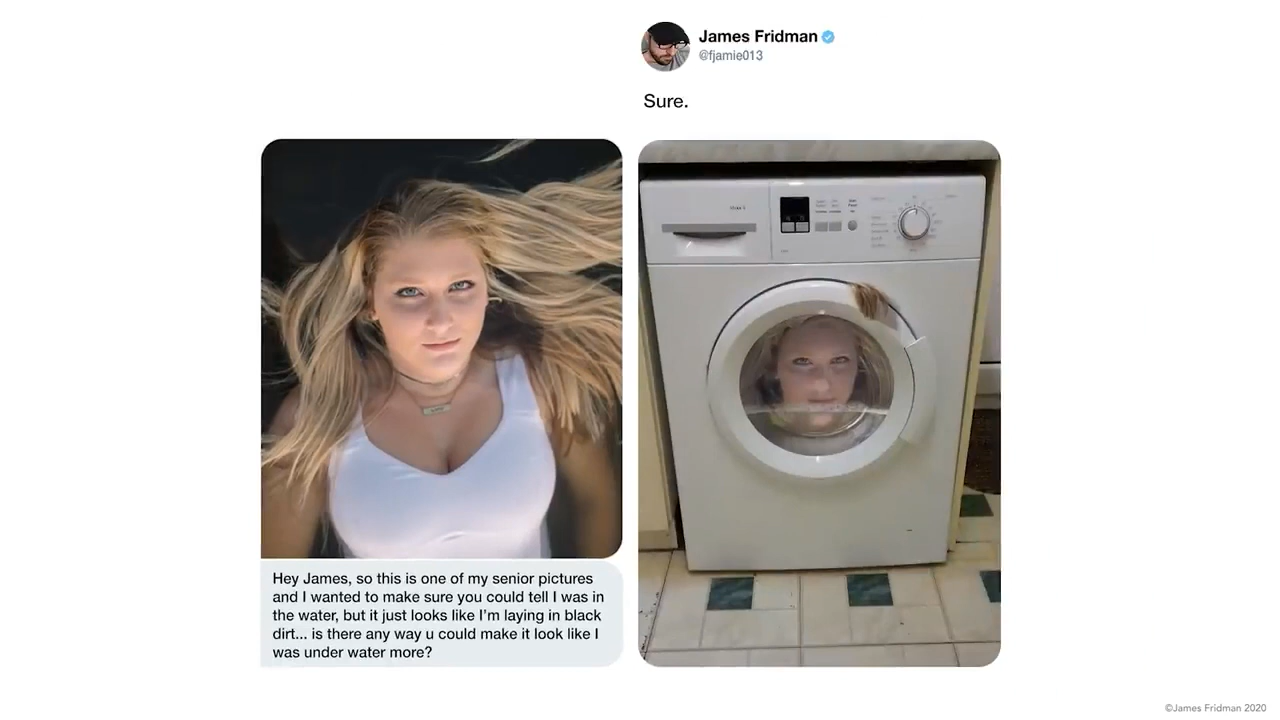 James Fridman
@fjamie013
Sure.
Hey James, so this is one of my senior pictures
and I wanted to make sure you could tell I was in
the water, but it just looks like I'm laying in black
dirt... is there any way u could make it look like I
was under water more?
©James Fridman 2020